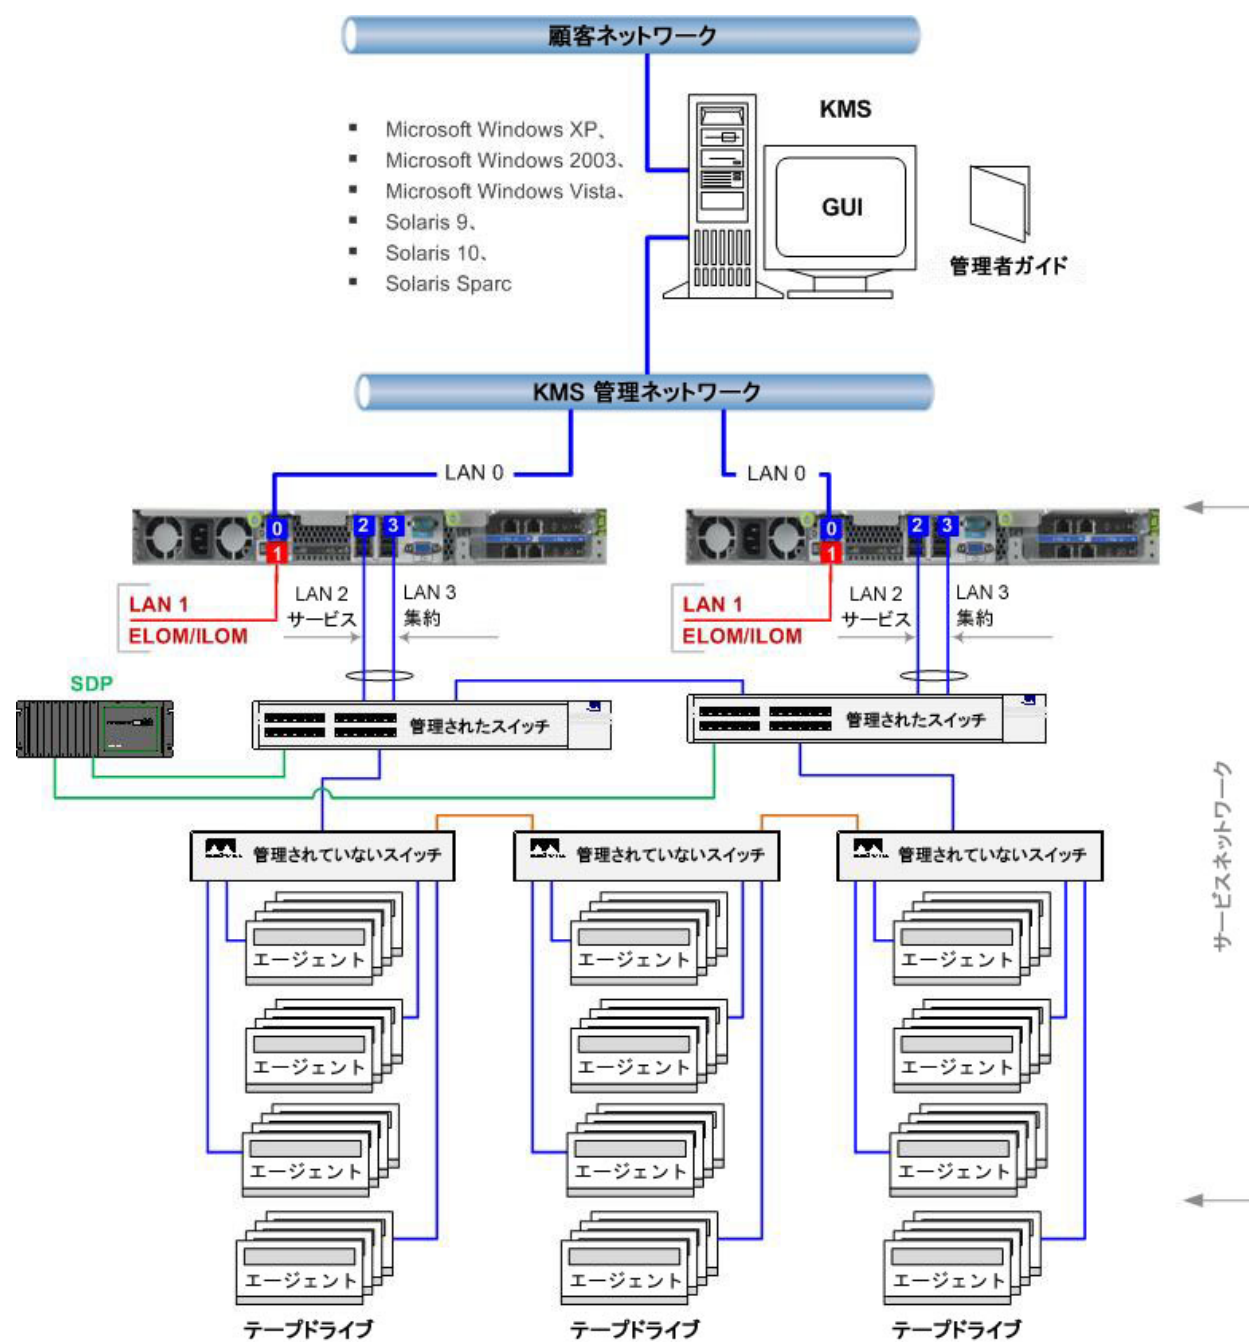 顧客ネットワーク
KMS
Microsoft Windows XP、
Microsoft Windows 2003、
Microsoft Windows Vista、
Solaris 9、
Solaris 10、
Solaris Sparc
GUI
管理者ガイド
KMS 管理ネットワーク
LAN 0
LAN 0
0
1
2
3
0
1
2
3
LAN 1
ELOM/ILOM
LAN 2
サービス
LAN 3
集約
LAN 1
ELOM/ILOM
LAN 2
サービス
LAN 3
集約
SDP
管理されたスイッチ
管理されたスイッチ
サービスネットワーク
管理されていないスイッチ
管理されていないスイッチ
管理されていないスイッチ
エージェント
エージェント
エージェント
エージェント
エージェント
エージェント
エージェント
エージェント
エージェント
エージェント
エージェント
エージェント
テープドライブ
テープドライブ
テープドライブ